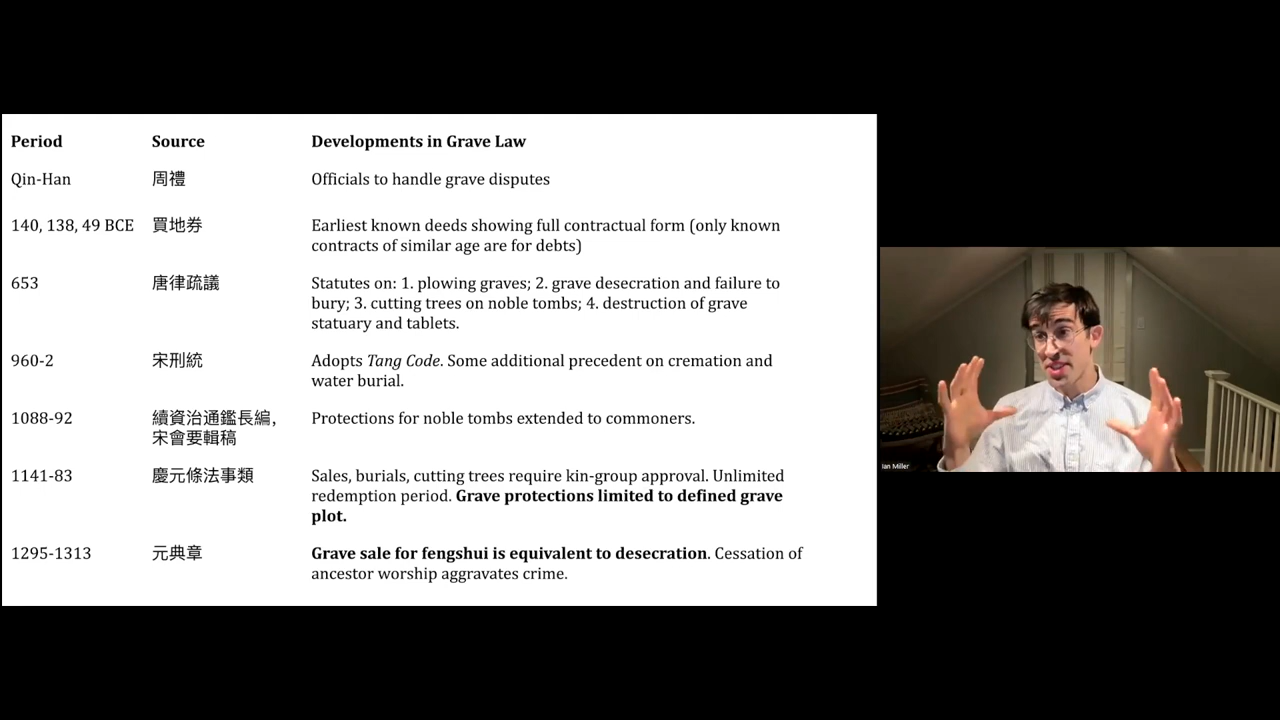 Period Source Developments in Grave Law
Qin-Han 周禮 Officials to handle grave disputes
140, 138, 49 BCE 買地券 Earliest known deeds showing full contractual form (only known
contracts of similar age are for debts)
653 唐律疏議 Statutes on: 1. plowing graves; 2. grave desecration and failure to
bury; 3. cutting trees on noble tombs; 4. destruction of grave
statuary and tablets.
960-2 宋刑統 Adopts Tang Code. Some additional precedent on cremation and
water burial.
1088-92 續資治通鑑長編, Protections for noble tombs extended to commoners.
宋會要輯稿
1141-83 慶元條法事類 Sales, burials, cutting trees require kin-group approval. Unlimited
redemption period. Grave protections limited to defined grave
plot.
1295-1313 元典章 Grave sale for fengshui is equivalent to desecration. Cessation of
ancestor worship aggravates crime.
Ian Miller